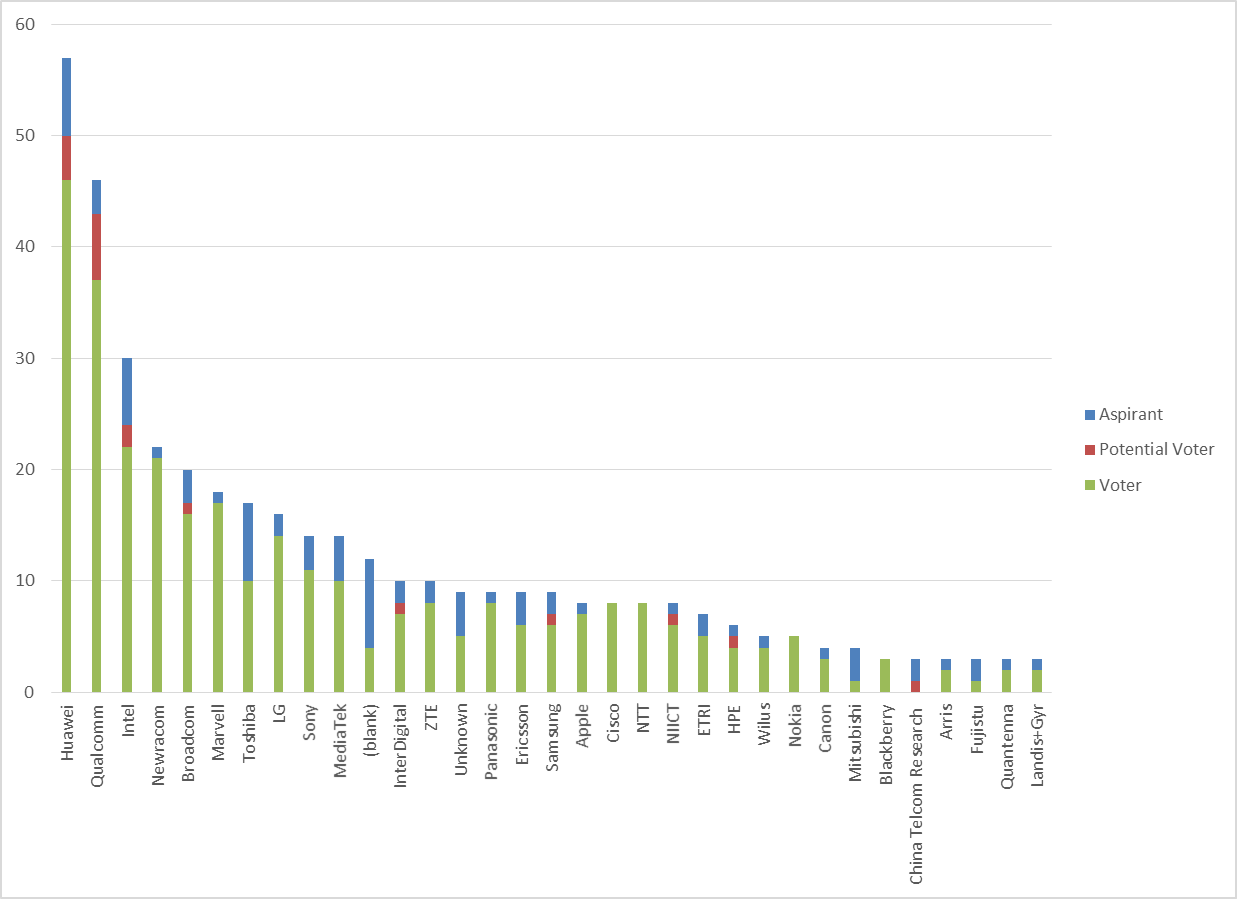 60
50
40
30
20
10
0
Huawei
Qualcomm
Intel
Newracom
Broadcom
Marvell
Toshiba
LG
Sony
MediaTek
(blank)
InterDigital
ZTE
Unknown
Panasonic
Ericsson
Samsung
Apple
Cisco
NTT
NIICT
ETRI
HPE
Wilus
Nokia
Canon
Mitsubishi
Blackberry
China Telcom Research
Arris
Fujistu
Quantenna
Landis+Gyr
Aspirant
Potential Voter
Voter